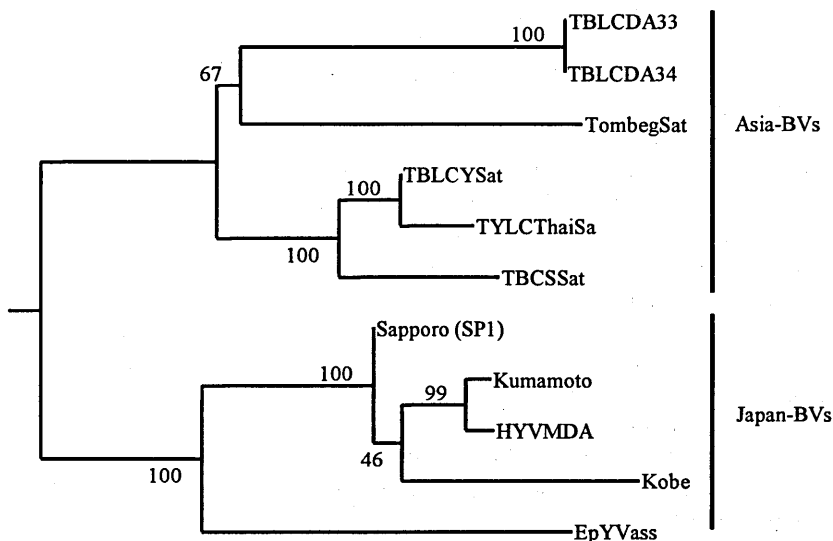 100
TBLCDA33
TBLCDA34
67
TombegSat
Asia-BVs
TBLCYSat
100
TYLCThaiSa
100
TBCSSat
Sapporo (SP1)
100
Kumamoto
99
HYVMDA
Japan-BVs
46
100
Kobe
EpYVass